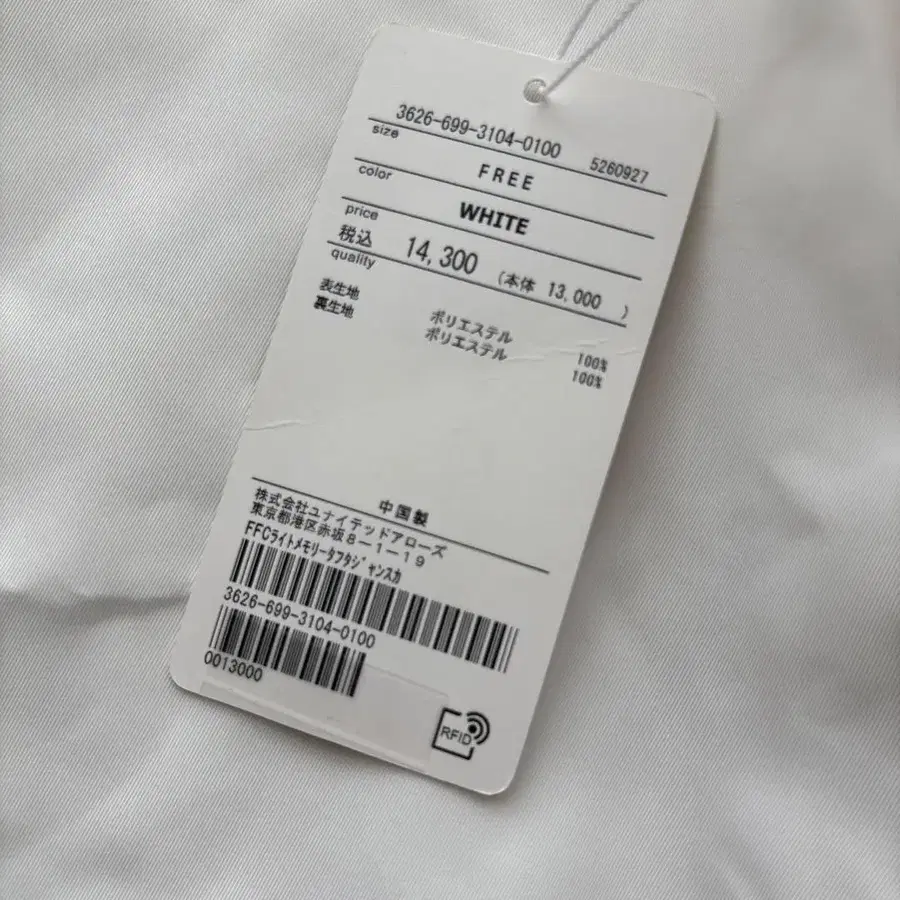 3626-699-3104-0100 5260927
size FREE
color WHITE
price
税込 14,300 (本体 13,000 )
quality
表生地 ポリエステル 100%
裏生地 ポリエステル 100%
中国製
株式会社ユナイテッドアローズ
東京都港区赤坂8-1-19
FFCライトメモリータフタジャンスカ
3626-699-3104-0100
0013000
RFID